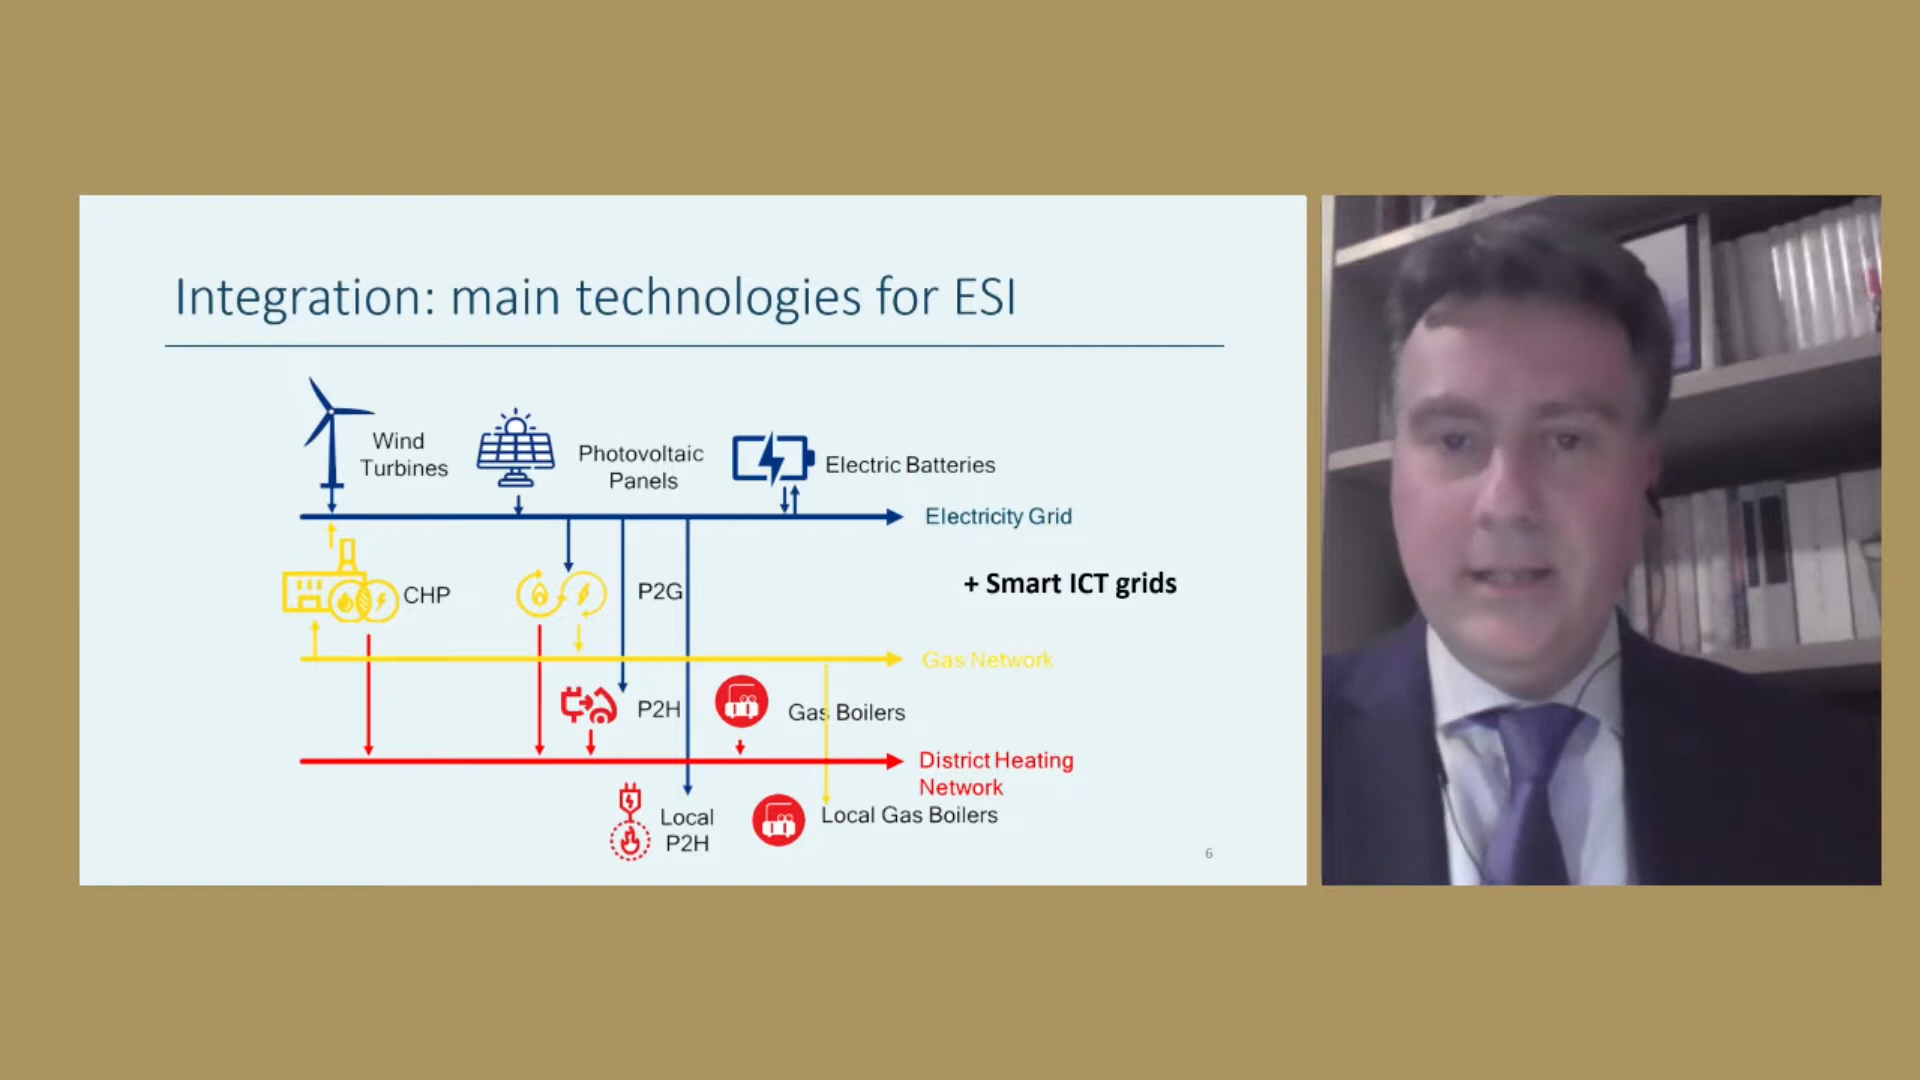 Integration: main technologies for ESI
Wind
Turbines
Photovoltaic
Panels
Electric Batteries
Electricity Grid
+ Smart ICT grids
CHP
P2G
Gas Network
P2H
Gas Boilers
District Heating
Network
Local
P2H
Local Gas Boilers
6